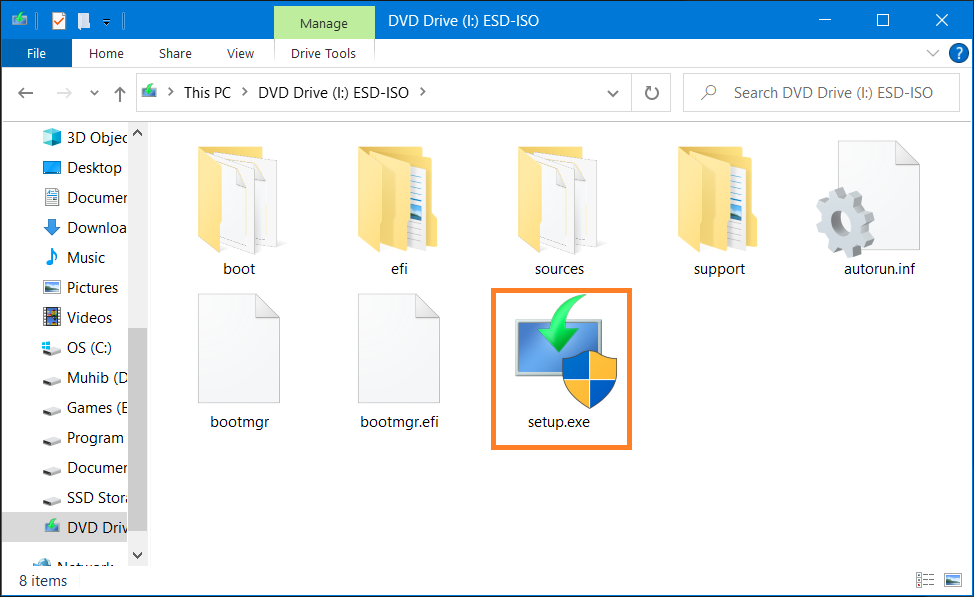 Manage
DVD Drive (I:) ESD-ISO
File
Home
Share
View
Drive Tools
?
This PC
DVD Drive (I:) ESD-ISO
Search DVD Drive (I:) ESD-ISO
3D Objec
Desktop
Documen
Downloa
Music
Pictures
Videos
OS (C:)
Muhib (D
Games (E
Program
Documen
SSD Stora
DVD Driv
Network
boot
efi
sources
support
autorun.inf
bootmgr
bootmgr.efi
setup.exe
8 items